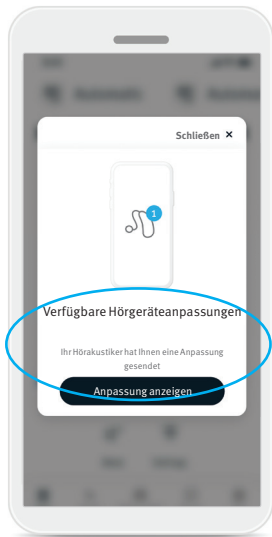 Schließen ×
1
Verfügbare Hörgeräteanpassungen
Ihr Hörakustiker hat Ihnen eine Anpassung
gesendet
Anpassung anzeigen